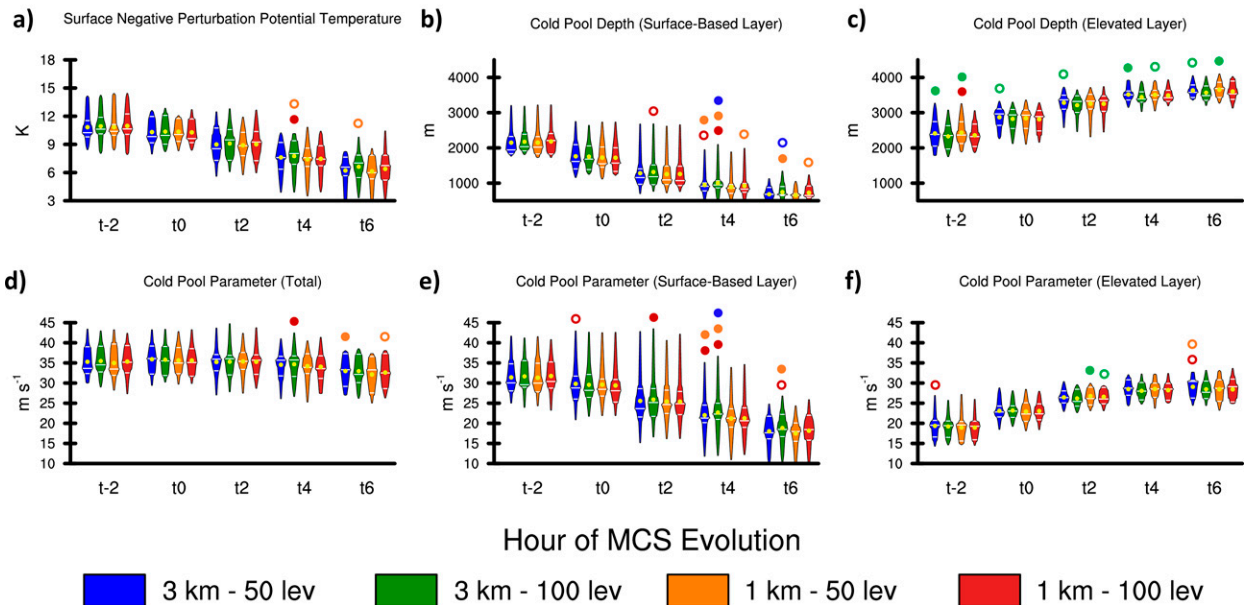 a) Surface Negative Perturbation Potential Temperature
18
15
13
10
9
6
3
K
t-2 t0 t2 t4 t6
b) Cold Pool Depth (Surface-Based Layer)
4000
3000
2000
1000
m
t-2 t0 t2 t4 t6
c) Cold Pool Depth (Elevated Layer)
4000
3000
2000
1000
m
t-2 t0 t2 t4 t6
d) Cold Pool Parameter (Total)
45
40
35
30
25
20
15
10
m s⁻¹
t-2 t0 t2 t4 t6
e) Cold Pool Parameter (Surface-Based Layer)
45
40
35
30
25
20
15
10
m s⁻¹
t-2 t0 t2 t4 t6
f) Cold Pool Parameter (Elevated Layer)
45
40
35
30
25
20
15
10
m s⁻¹
t-2 t0 t2 t4 t6
Hour of MCS Evolution
3 km - 50 lev 3 km - 100 lev 1 km - 50 lev 1 km - 100 lev